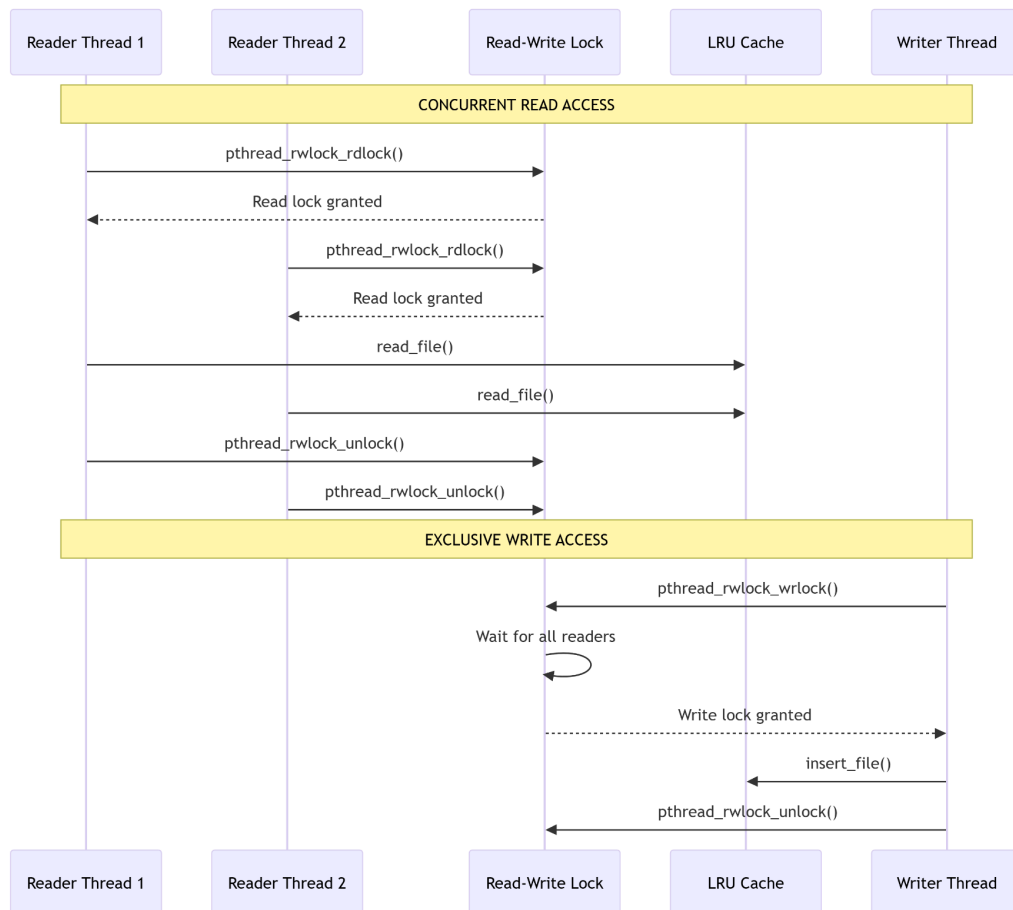 Reader Thread 1
Reader Thread 2
Read-Write Lock
LRU Cache
Writer Thread
CONCURRENT READ ACCESS
pthread_rwlock_rdlock()
Read lock granted
pthread_rwlock_rdlock()
Read lock granted
read_file()
read_file()
pthread_rwlock_unlock()
pthread_rwlock_unlock()
EXCLUSIVE WRITE ACCESS
pthread_rwlock_wrlock()
Wait for all readers
Write lock granted
insert_file()
pthread_rwlock_unlock()
Reader Thread 1
Reader Thread 2
Read-Write Lock
LRU Cache
Writer Thread